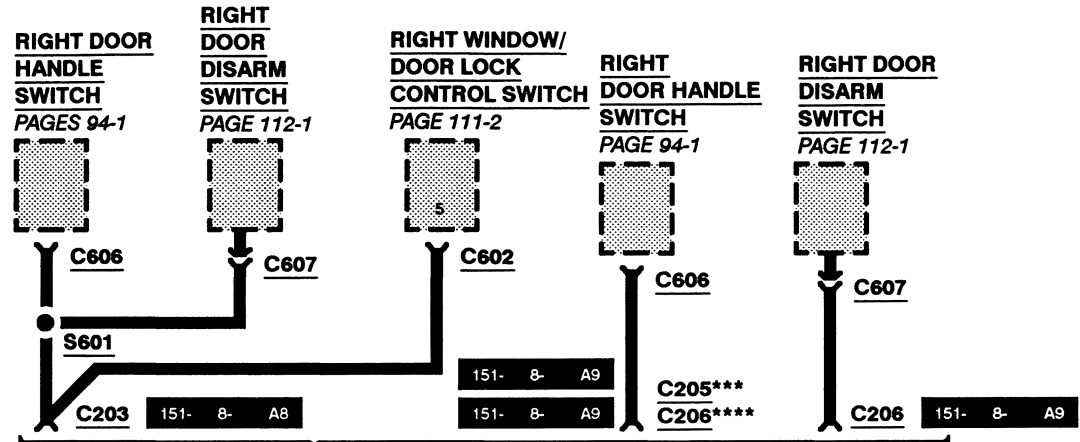 RIGHT DOOR
HANDLE
SWITCH
PAGES 94-1
RIGHT
DOOR
DISARM
SWITCH
PAGE 112-1
RIGHT WINDOW/
DOOR LOCK
CONTROL SWITCH
PAGE 111-2
RIGHT
DOOR HANDLE
SWITCH
PAGE 94-1
RIGHT DOOR
DISARM
SWITCH
PAGE 112-1
5
C606
C607
C602
C606
C607
S601
151- 8- A9
C203
151- 8- A8
151- 8- A9
C205***
C206****
C206
151- 8- A9